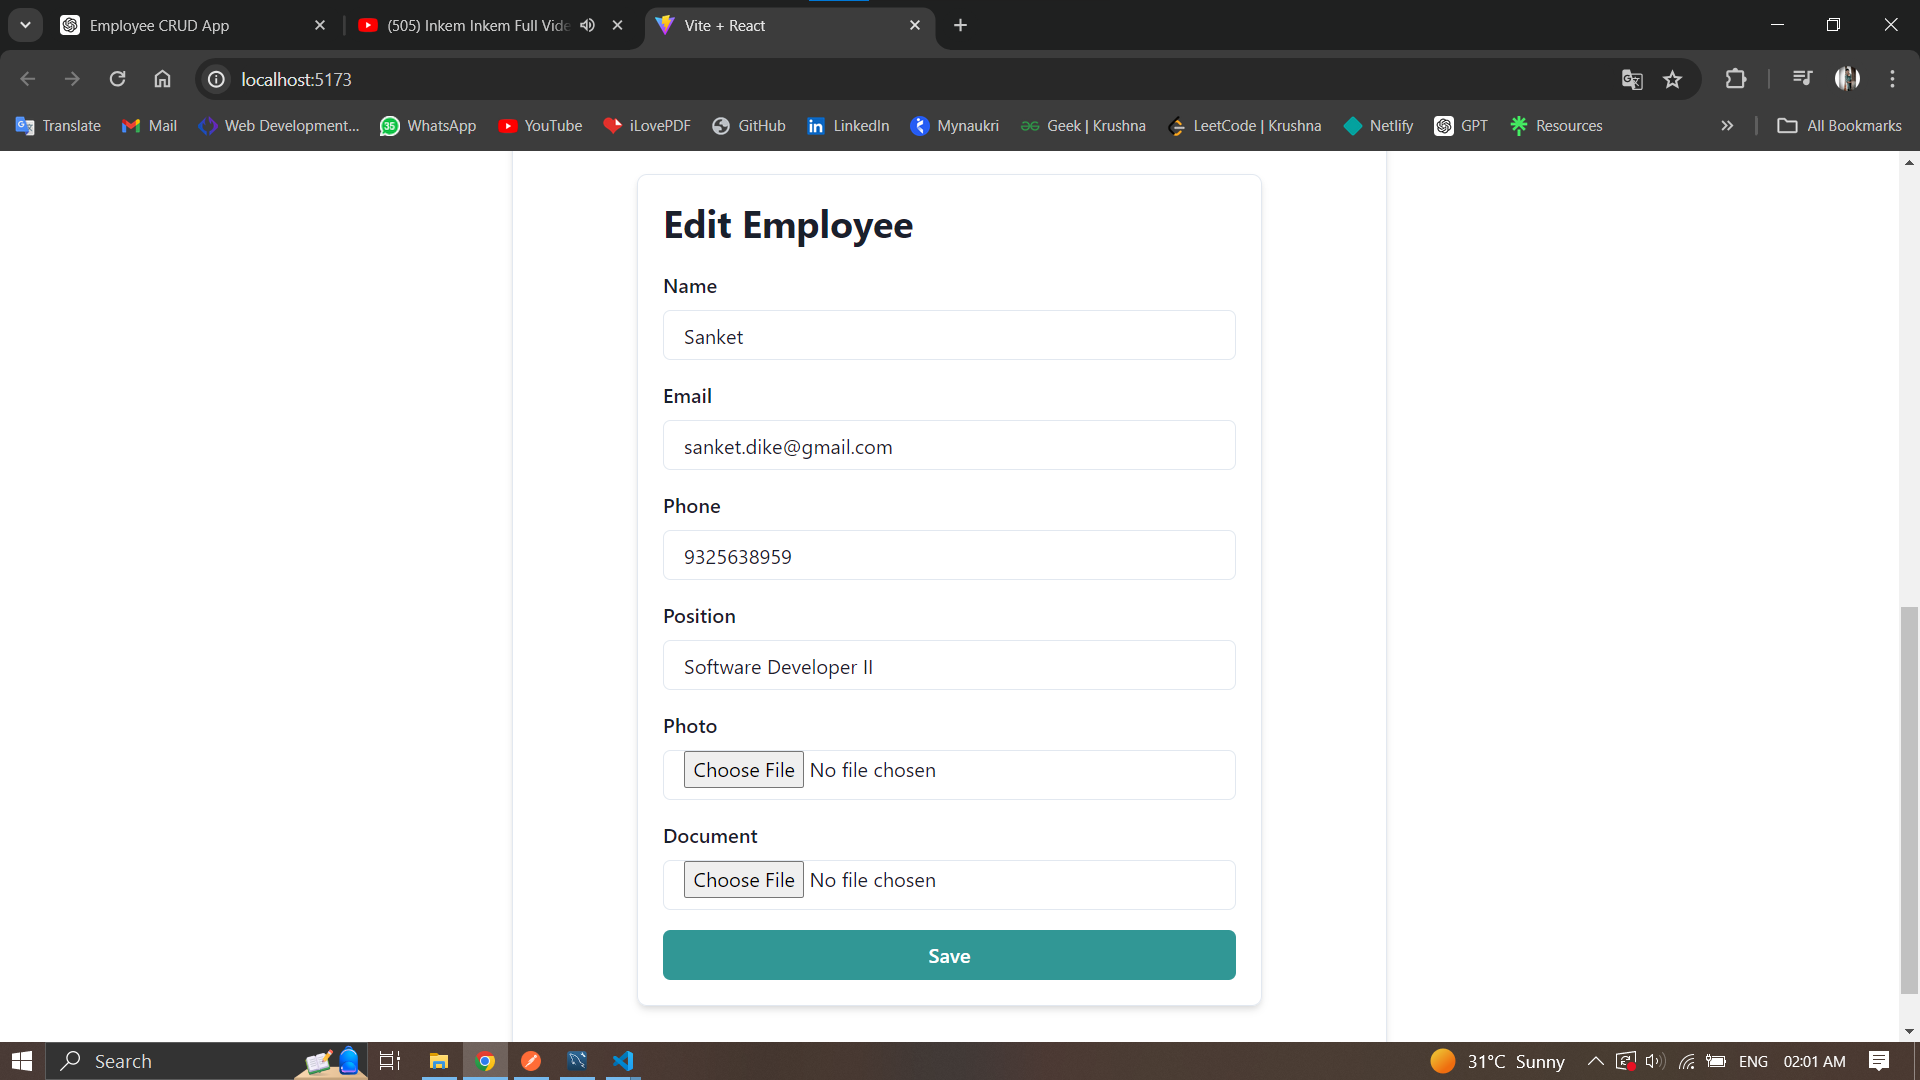 Employee CRUD App
(505) Inkem Inkem Full Vide
Vite + React
localhost:5173
Translate
Mail
Web Development...
35
WhatsApp
YouTube
iLovePDF
GitHub
LinkedIn
Mynaukri
Geek | Krushna
LeetCode | Krushna
Netlify
GPT
Resources
All Bookmarks
Edit Employee
Name
Sanket
Email
sanket.dike@gmail.com
Phone
9325638959
Position
Software Developer II
Photo
Choose File No file chosen
Document
Choose File No file chosen
Save
Search
31°C Sunny
ENG
02:01 AM